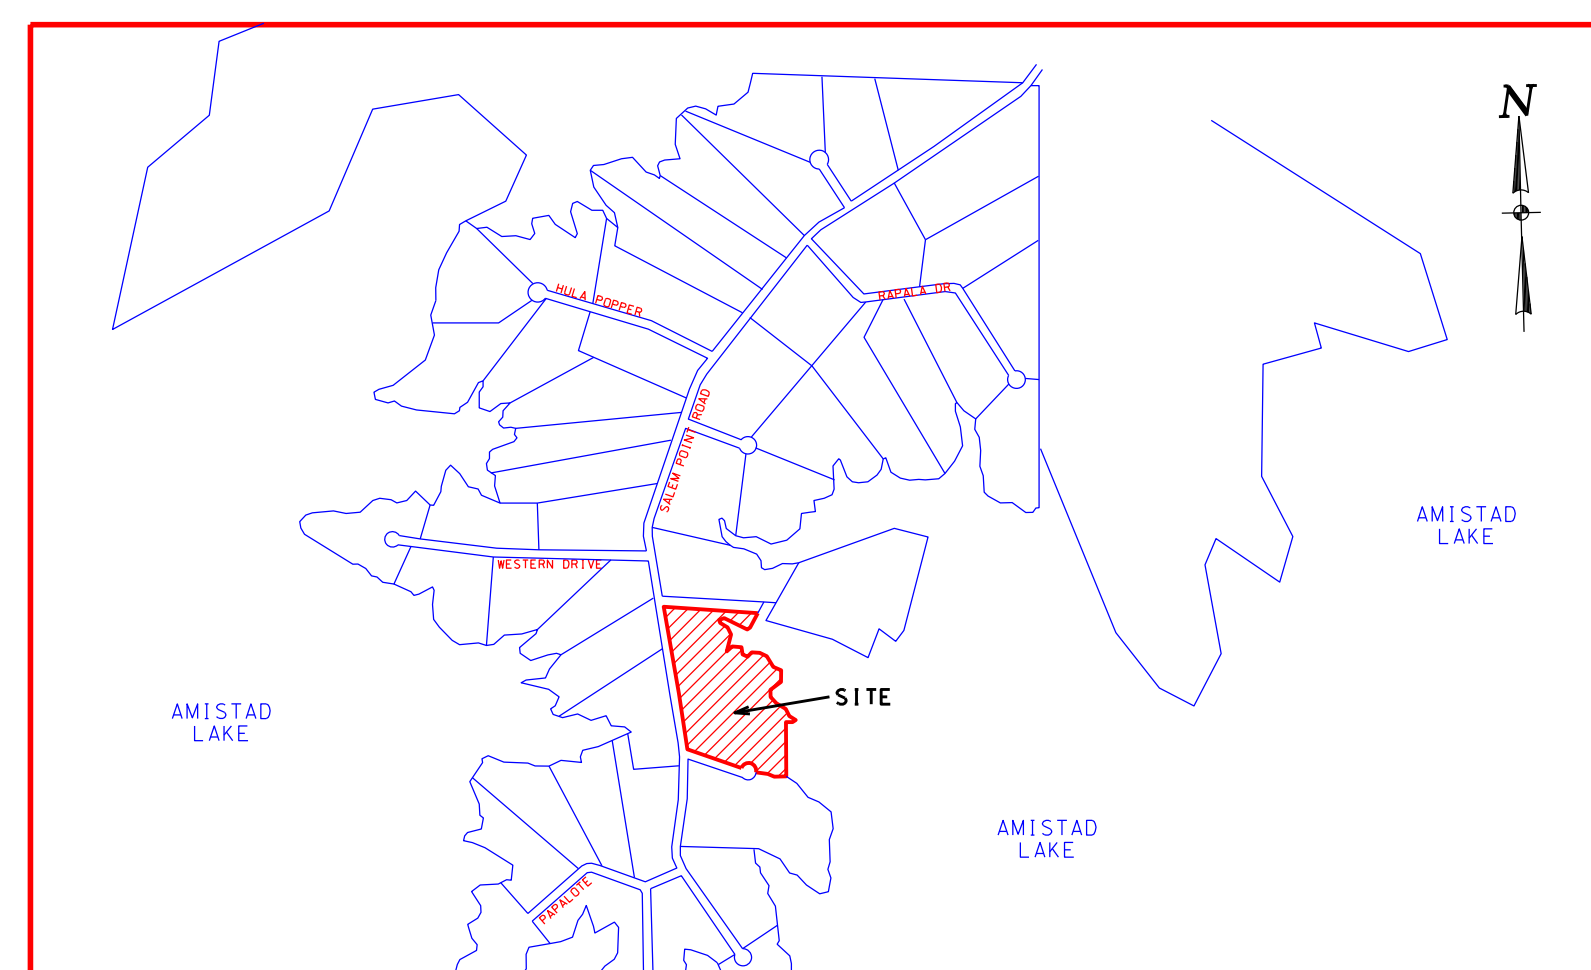 N
HULA POPPER
RAPALA DR
SALEM POINT ROAD
AMISTAD
LAKE
WESTERN DRIVE
SITE
AMISTAD
LAKE
AMISTAD
LAKE
PAPALOTE